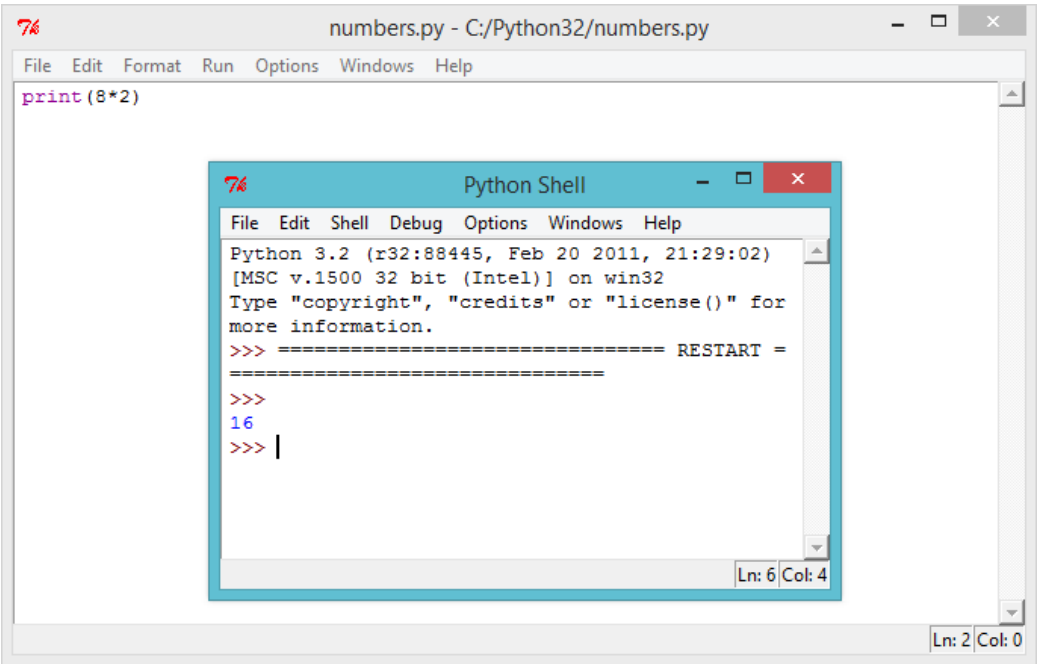 numbers.py - C:/Python32/numbers.py
File Edit Format Run Options Windows Help
print(8*2)
Python Shell
File Edit Shell Debug Options Windows Help
Python 3.2 (r32:88445, Feb 20 2011, 21:29:02)
[MSC v.1500 32 bit (Intel)] on win32
Type "copyright", "credits" or "license()" for
more information.
>>> ================================ RESTART =
===============================
>>>
16
>>>
Ln: 6 Col: 4
Ln: 2 Col: 0